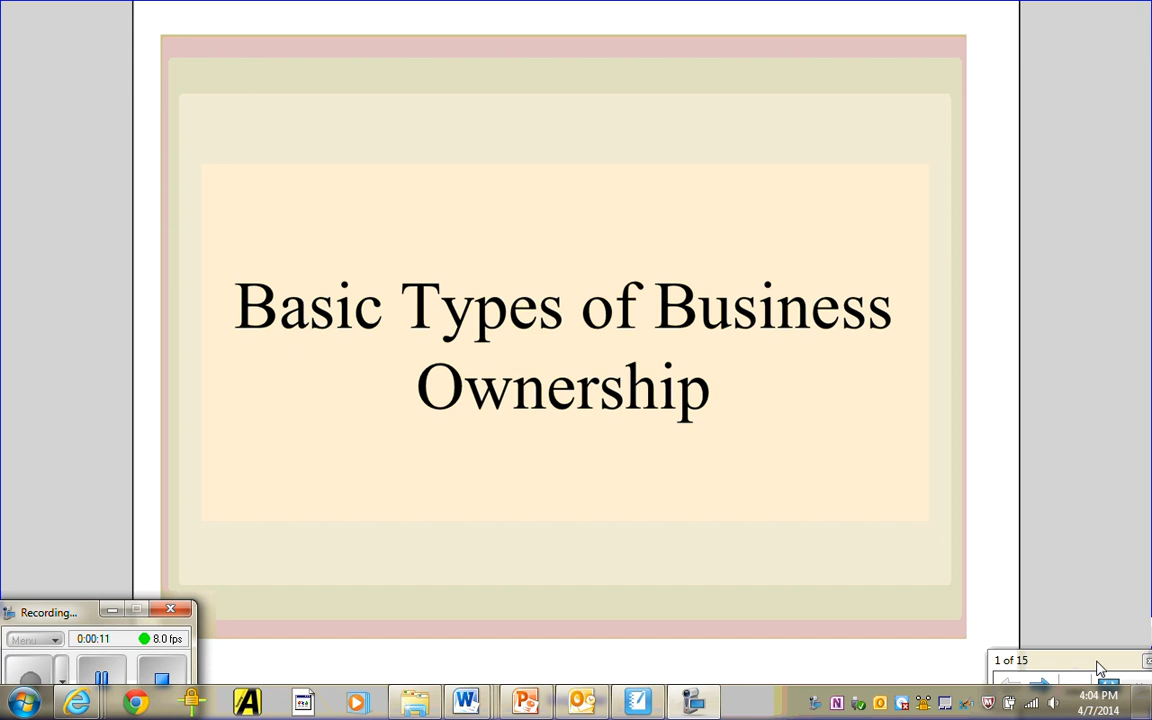 Basic Types of Business
Ownership
Recording...
Menu
0:00:11
8.0 fps
1 of 15
4:04 PM
4/7/2014